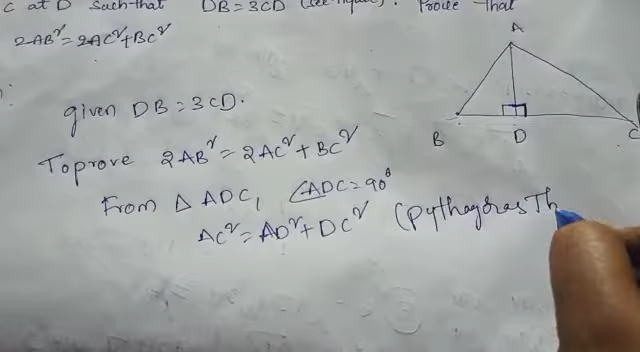 C at D Such that DB = 3CD (see figure). Prove that
2AB² = 2AC² + BC²
A
B D C
given DB = 3CD.
To prove 2AB² = 2AC² + BC²
From △ ADC, ∠ADC = 90°
AC² = AD² + DC² (Pythagoras Th